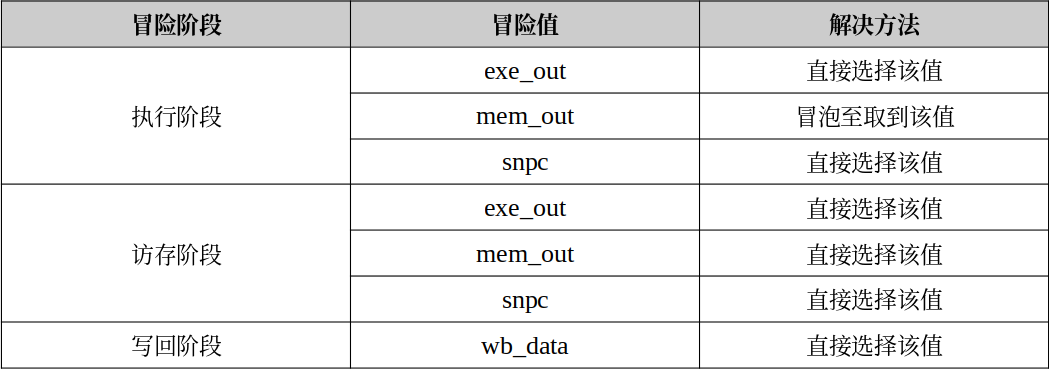 冒险阶段 冒险值 解决方法
执行阶段 exe_out 直接选择该值
mem_out 冒泡至取到该值
snpc 直接选择该值
访存阶段 exe_out 直接选择该值
mem_out 直接选择该值
snpc 直接选择该值
写回阶段 wb_data 直接选择该值